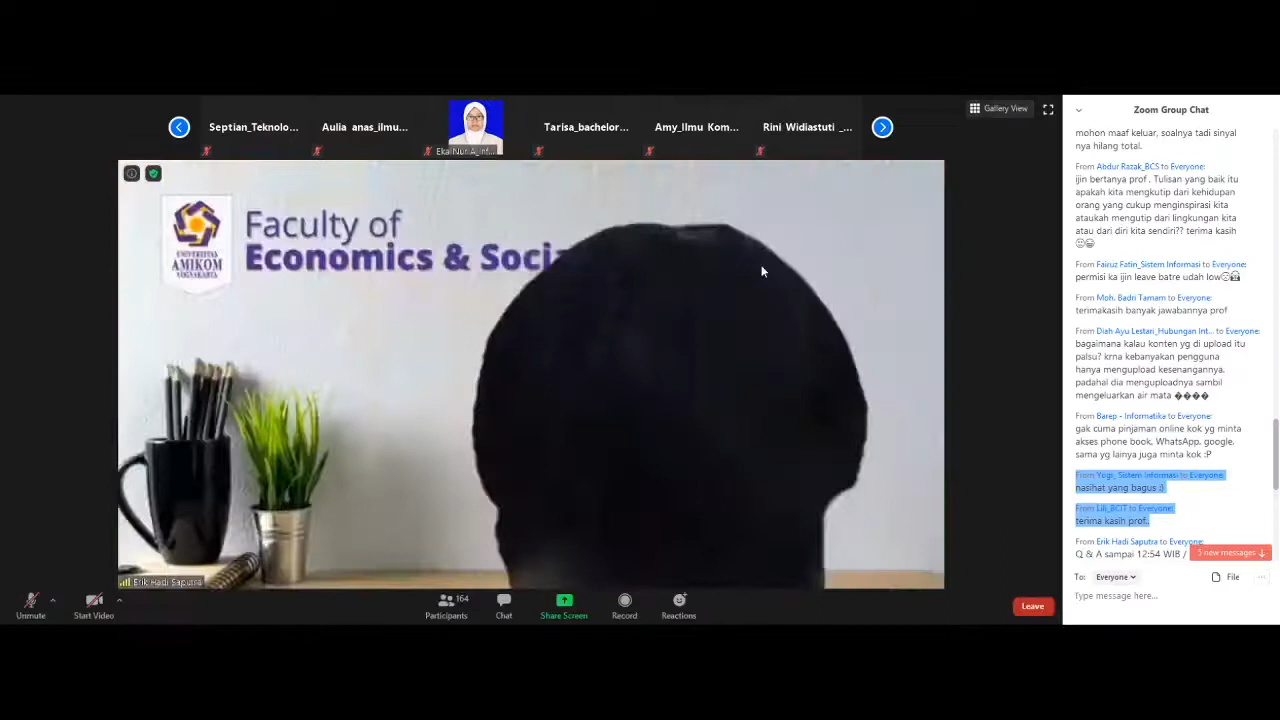 Gallery View
Septian_Teknolo...
Aulia anas_ilmu...
Eka Nur A_Inf...
Tarisa_bachelor...
Amy_Ilmu Kom...
Rini Widiastuti _...
UNIVERSITAS
AMIKOM
YOGYAKARTA
Faculty of
Economics & Socia
Erik Hadi Saputra
Unmute
Start Video
164
Participants
Chat
Share Screen
Record
Reactions
Leave
Zoom Group Chat
mohon maaf keluar, soalnya tadi sinyal
nya hilang total.
From Abdur Razak_BCS to Everyone:
ijin bertanya prof , Tulisan yang baik itu
apakah kita mengkutip dari kehidupan
orang yang cukup menginspirasi kita
ataukah mengutip dari lingkungan kita
atau dari diri kita sendiri?? terima kasih
From Fairuz Fatin_Sistem Informasi to Everyone:
permisi ka ijin leave batre udah low
From Moh. Badri Tamam to Everyone:
terimakasih banyak jawabannya prof
From Diah Ayu Lestari_Hubungan Int... to Everyone:
bagaimana kalau konten yg di upload itu
palsu? krna kebanyakan pengguna
hanya mengupload kesenangannya.
padahal dia menguploadnya sambil
mengeluarkan air mata ����
From Barep - Informatika to Everyone:
gak cuma pinjaman online kok yg minta
akses phone book, WhatsApp. google,
sama yg lainya juga minta kok :P
From Yogi_ Sistem Informasi to Everyone:
nasihat yang bagus :)
From Lili_BCIT to Everyone:
terima kasih prof..
From Erik Hadi Saputra to Everyone:
Q & A sampai 12:54 WIB /
5 new messages
To: Everyone
File
Type message here...